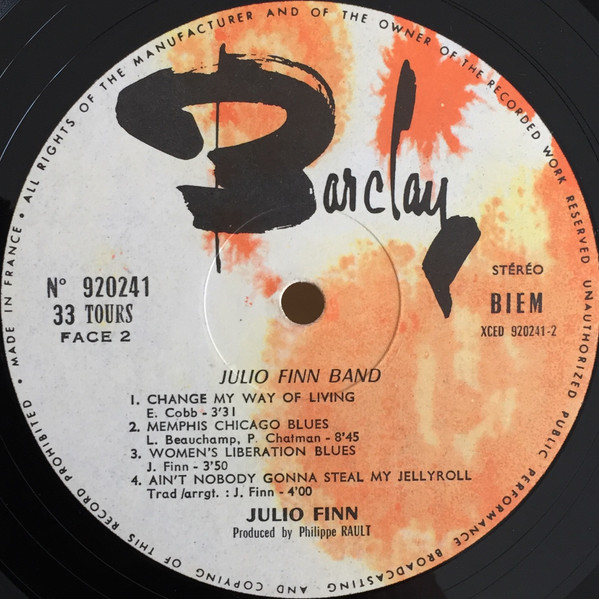 • ALL RIGHTS OF THE MANUFACTURER AND OF THE OWNER OF THE RECORDED WORK RESERVED UNAUTHORIZED PUBLIC PERFORMANCE BROADCASTING AND COPYING OF THIS RECORD PROHIBITED • MADE IN FRANCE
Barclay
N° 920241
33 TOURS
FACE 2
STÉRÉO
BIEM
XCED 920241-2
JULIO FINN BAND
1. CHANGE MY WAY OF LIVING
E. Cobb - 3'31
2. MEMPHIS CHICAGO BLUES
L. Beauchamp, P. Chatman - 8'45
3. WOMEN'S LIBERATION BLUES
J. Finn - 3'50
4. AIN'T NOBODY GONNA STEAL MY JELLYROLL
Trad /arrgt. : J. Finn - 4'00
JULIO FINN
Produced by Philippe RAULT